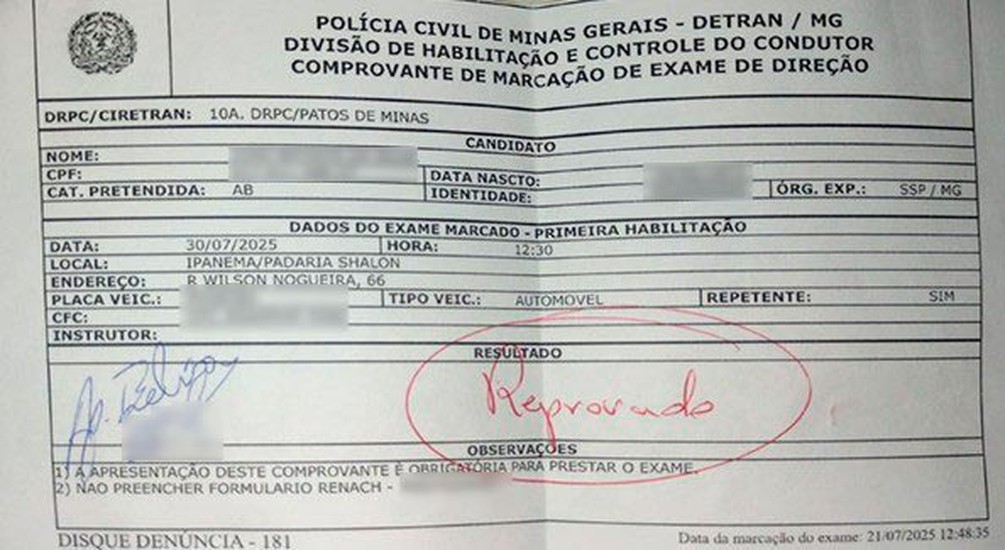 POLÍCIA CIVIL DE MINAS GERAIS - DETRAN / MG
DIVISÃO DE HABILITAÇÃO E CONTROLE DO CONDUTOR
COMPROVANTE DE MARCAÇÃO DE EXAME DE DIREÇÃO
DRPC/CIRETRAN: 10A. DRPC/PATOS DE MINAS
CANDIDATO
NOME:
CPF: DATA NASCTO:
CAT. PRETENDIDA: AB IDENTIDADE: ÓRG. EXP.: SSP / MG
DADOS DO EXAME MARCADO - PRIMEIRA HABILITAÇÃO
DATA: 30/07/2025 HORA: 12:30
LOCAL: IPANEMA/PADARIA SHALON
ENDEREÇO: R WILSON NOGUEIRA, 66
PLACA VEIC.: TIPO VEIC.: AUTOMOVEL REPETENTE: SIM
CFC:
INSTRUTOR:
RESULTADO
Reprovado
OBSERVAÇÕES
1) A APRESENTAÇÃO DESTE COMPROVANTE É OBRIGATÓRIA PARA PRESTAR O EXAME.
2) NAO PREENCHER FORMULARIO RENACH -
DISQUE DENÚNCIA - 181
Data da marcação do exame: 21/07/2025 12:48:35